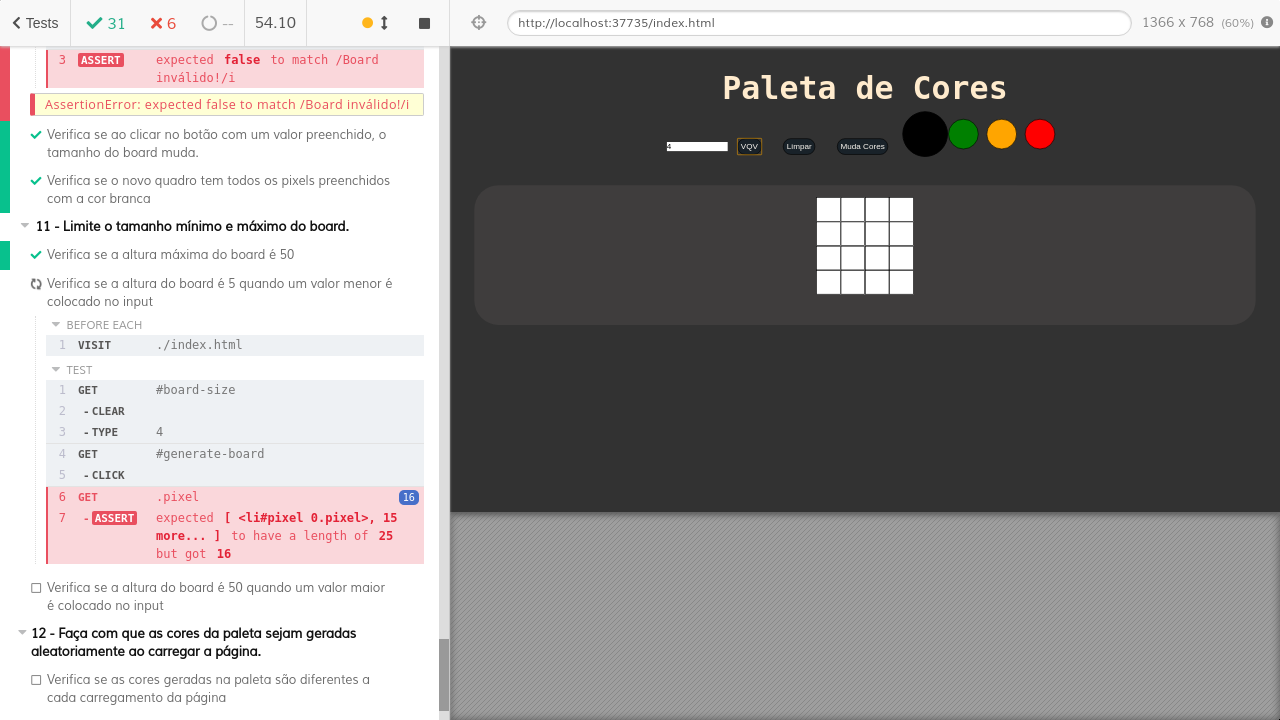 Tests
31
6
--
54.10
http://localhost:37735/index.html
1366 x 768 (60%)
3 ASSERT expected false to match /Board
inválido!/i
AssertionError: expected false to match /Board inválido!/i
Verifica se ao clicar no botão com um valor preenchido, o
tamanho do board muda.
Verifica se o novo quadro tem todos os pixels preenchidos
com a cor branca
11 - Limite o tamanho mínimo e máximo do board.
Verifica se a altura máxima do board é 50
Verifica se a altura do board é 5 quando um valor menor é
colocado no input
BEFORE EACH
1 VISIT ./index.html
TEST
1 GET #board-size
2 -CLEAR
3 -TYPE 4
4 GET #generate-board
5 -CLICK
6 GET .pixel 16
7 -ASSERT expected [ <li#pixel 0.pixel>, 15
more... ] to have a length of 25
but got 16
Verifica se a altura do board é 50 quando um valor maior
é colocado no input
12 - Faça com que as cores da paleta sejam geradas
aleatoriamente ao carregar a página.
Verifica se as cores geradas na paleta são diferentes a
cada carregamento da página
Paleta de Cores
4 VQV Limpar Muda Cores